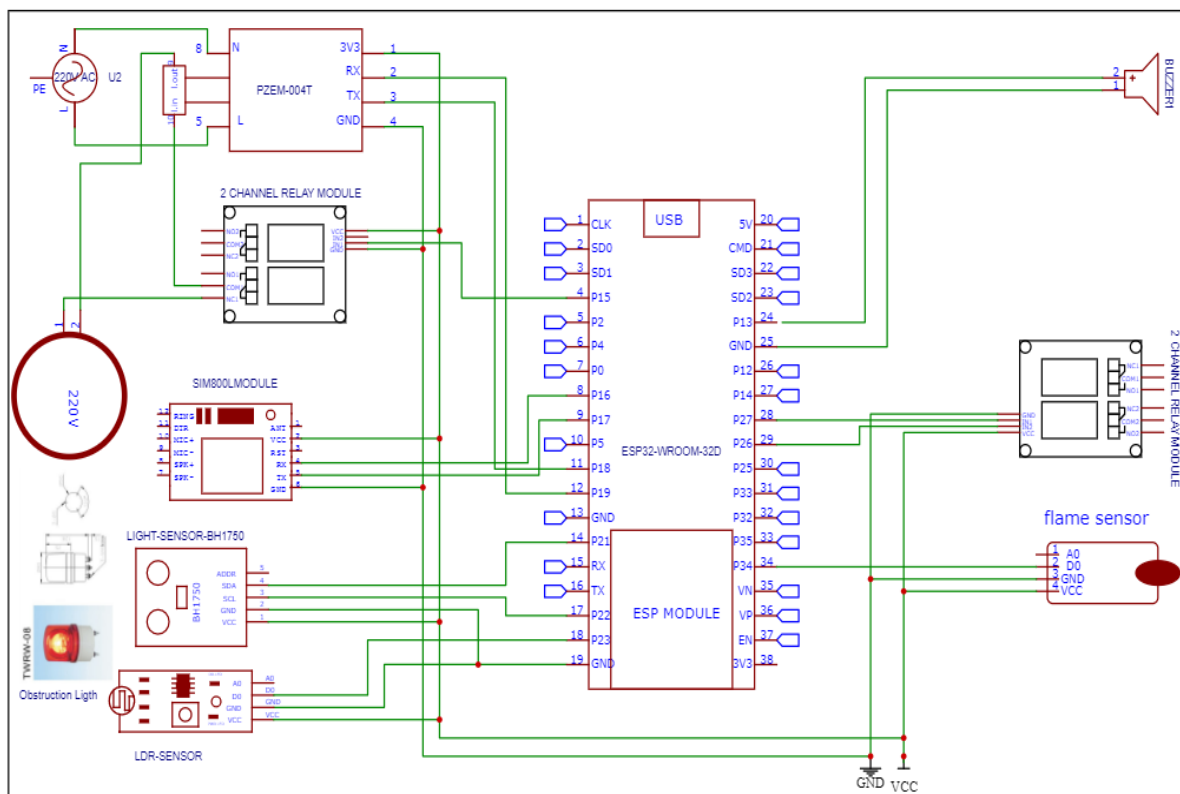 N
220V AC
U2
PE
L
8
N
5
L
PZEM-004T
3V3
1
RX
2
TX
3
GND
4
Lout
Lin
10
2 CHANNEL RELAY MODULE
NO2
NC2
NO1
NC1
VCC
GND
1
2
220V
SIM800LMODULE
RING
DTR
MIC+
MIC-
SPK+
SPK-
VCC
RST
RX
TX
GND
LIGHT-SENSOR-BH1750
BH1750
ADDR 5
SDA 4
SCL 3
GND 2
VCC 1
TWRW-08
Obstruction Ligth
A0 A0
D0 D0
GND GND
VCC VCC
LDR-SENSOR
USB
ESP32-WROOM-32D
ESP MODULE
1 CLK
2 SD0
3 SD1
4 P15
5 P2
6 P4
7 P0
8 P16
9 P17
10 P5
11 P18
12 P19
13 GND
14 P21
15 RX
16 TX
17 P22
18 P23
19 GND
5V 20
CMD 21
SD3 22
SD2 23
P13 24
GND 25
P12 26
P14 27
P27 28
P26 29
P25 30
P33 31
P32 32
P35 33
P34 34
VN 35
VP 36
EN 37
3V3 38
2
1
+
BUZZER1
GND
IN1
IN2
VCC
NC1
COM1
NO1
NC2
COM2
NO2
2 CHANNEL RELAY MODULE
flame sensor
1 A0
2 D0
3 GND
4 VCC
GND
VCC